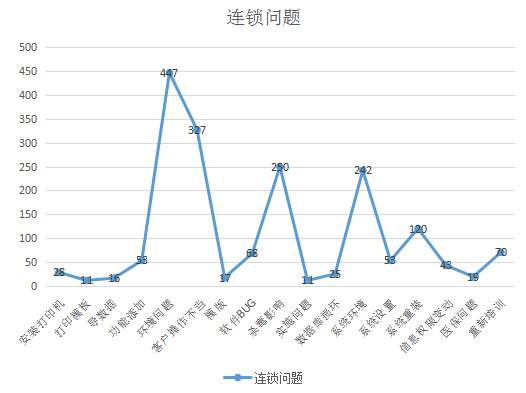 连锁问题
500
450
400
350
300
250
200
150
100
50
0
28
11
16
53
447
327
17
68
250
11
25
242
53
120
43
19
70
安装打印机
打印模板
导数据
功能添加
环境问题
客户操作不当
模版
软件BUG
杀毒影响
实施问题
数据库损坏
系统环境
系统设置
系统重装
信息权限变动
医保问题
重新培训
连锁问题